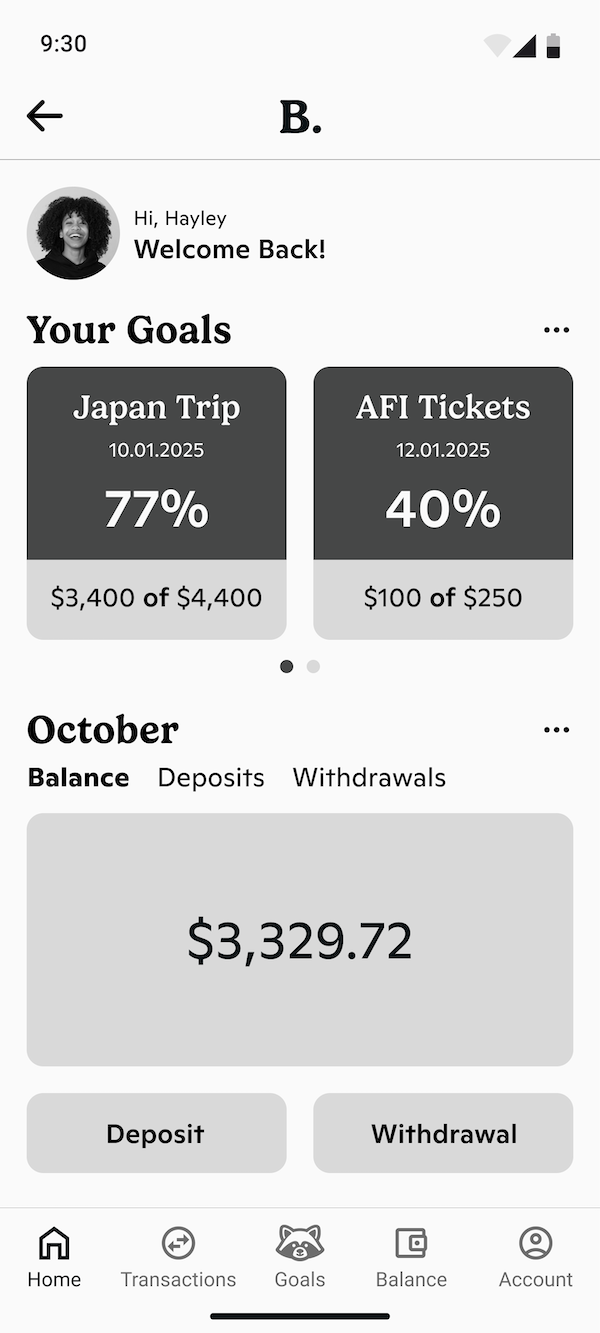 9:30
B.
Hi, Hayley
Welcome Back!
Your Goals
Japan Trip
10.01.2025
77%
$3,400 of $4,400
AFI Tickets
12.01.2025
40%
$100 of $250
October
Balance Deposits Withdrawals
$3,329.72
Deposit Withdrawal
Home Transactions Goals Balance Account